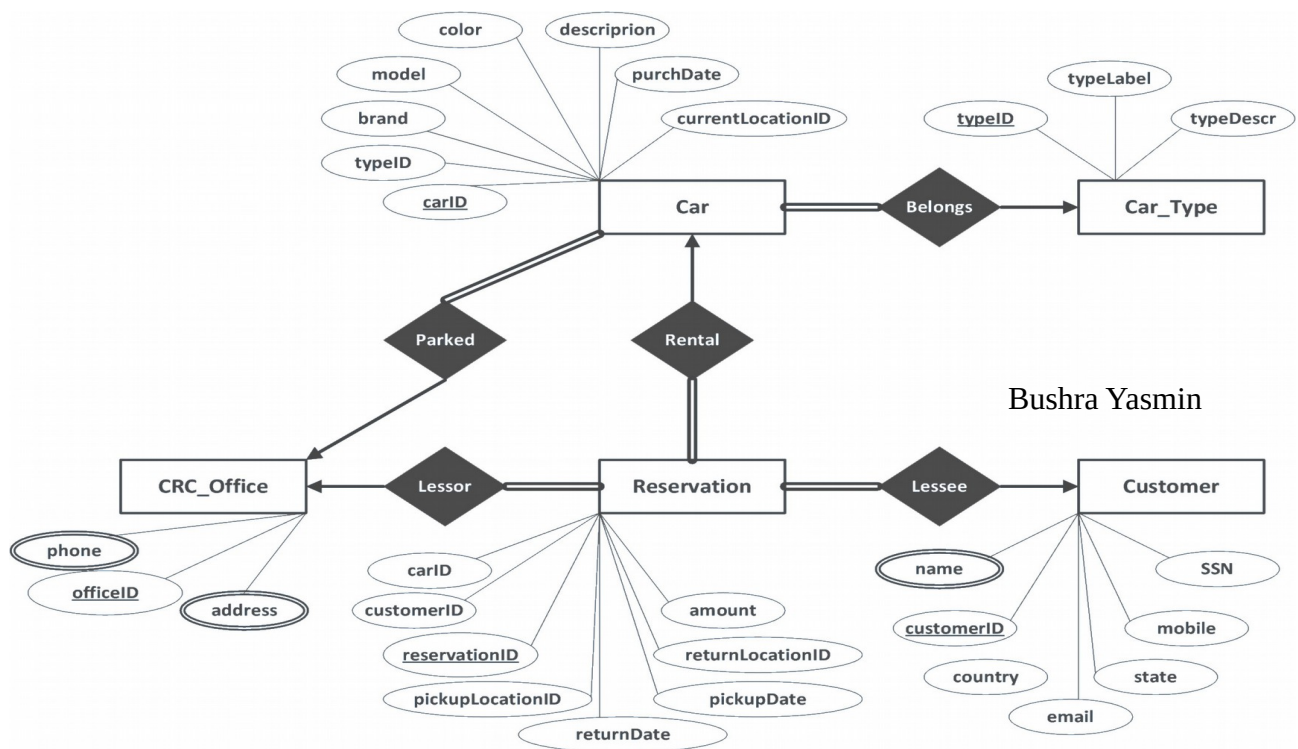 color
descriprion
model
purchDate
typeLabel
brand
currentLocationID
typeID
typeDescr
typeID
carID
Car
Belongs
Car_Type
Parked
Rental
Bushra Yasmin
CRC_Office
Lessor
Reservation
Lessee
Customer
phone
officeID
address
carID
customerID
reservationID
pickupLocationID
returnDate
amount
returnLocationID
pickupDate
name
customerID
country
email
SSN
mobile
state